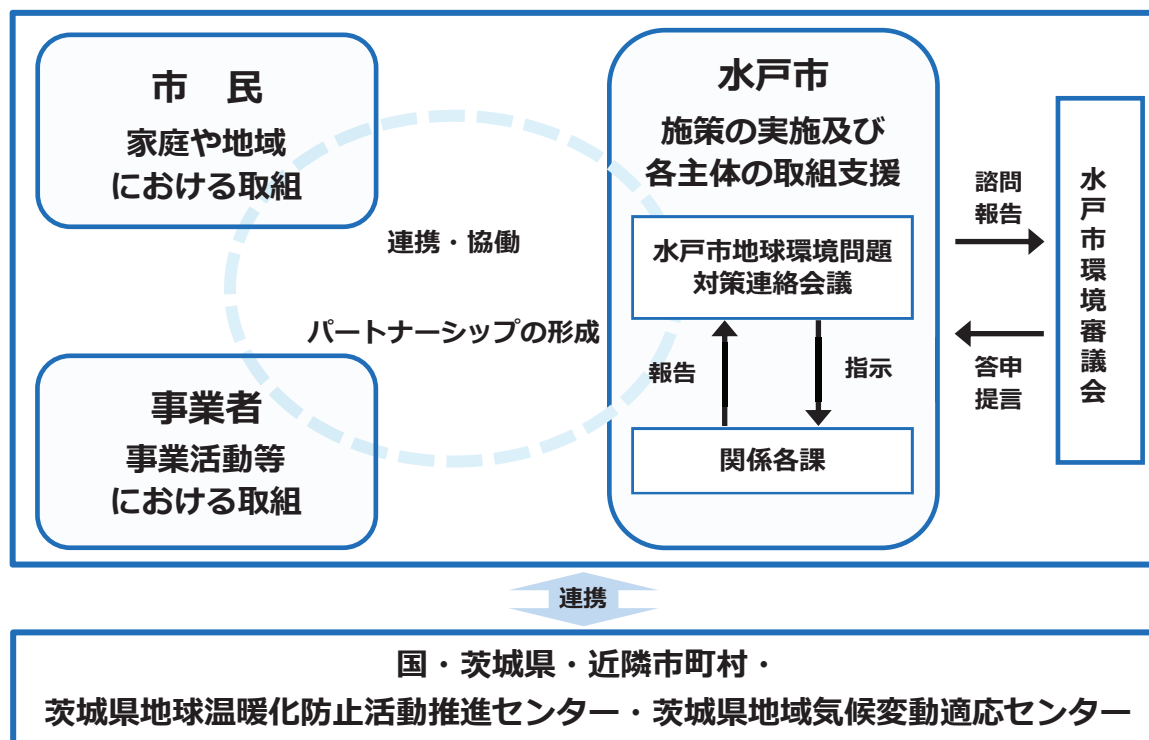 市　民
家庭や地域
における取組
連携・協働
パートナーシップの形成
事業者
事業活動等
における取組
水戸市
施策の実施及び
各主体の取組支援
水戸市地球環境問題
対策連絡会議
報告
指示
関係各課
諮問
報告
答申
提言
水戸市環境審議会
連携
国・茨城県・近隣市町村・
茨城県地球温暖化防止活動推進センター・茨城県地域気候変動適応センター